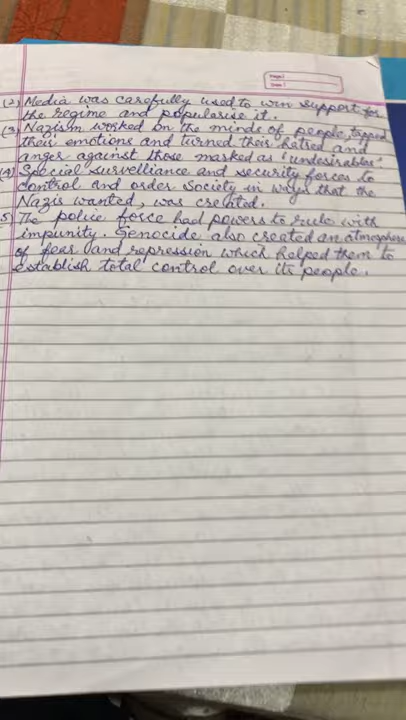 Page:
Date:
(2) Media was carefully used to win support for
the regime and popularise it.
(3) Nazism worked on the minds of people, tapped
their emotions and turned their hatred and
anger against those marked as 'undesirables'.
(4) Special survelliance and security forces to
control and order society in ways that the
Nazis wanted, was created.
5) The police force had powers to rule with
impunity. Genocide also created an atmosphere
of fear and repression which helped them to
establish total control over its people.